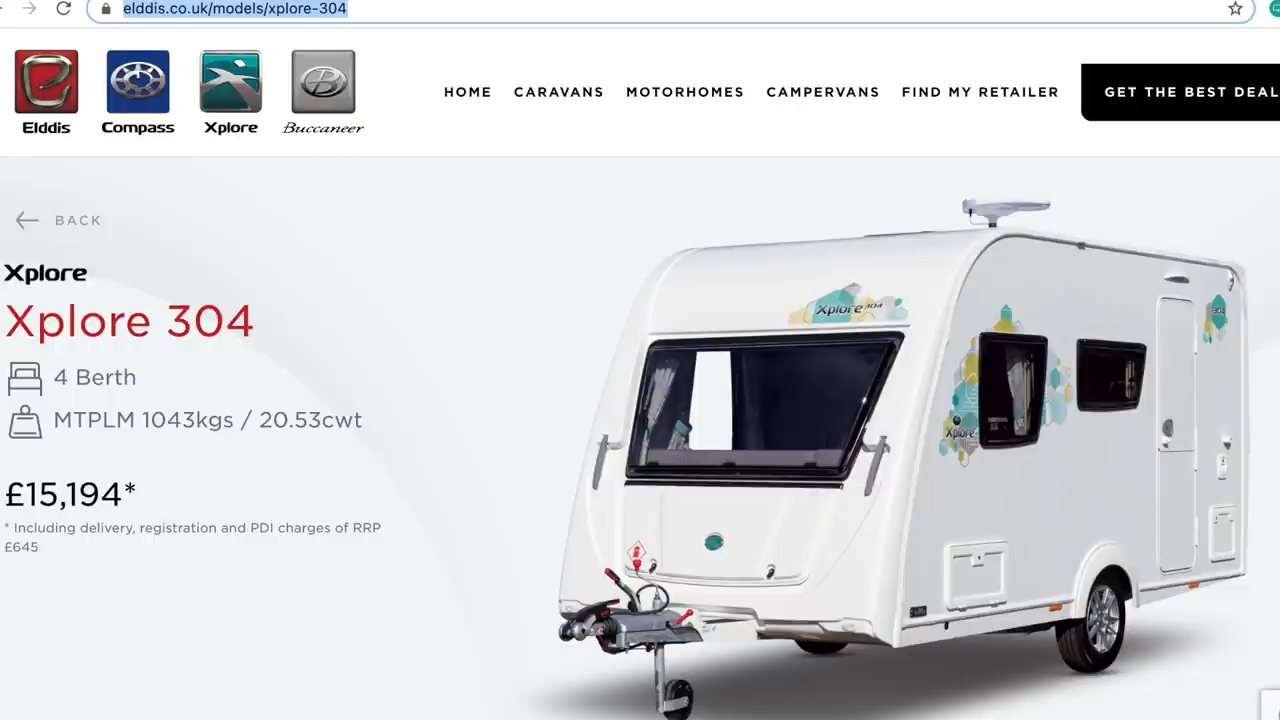 elddis.co.uk/models/xplore-304
Elddis
Compass
Xplore
Buccaneer
HOME
CARAVANS
MOTORHOMES
CAMPERVANS
FIND MY RETAILER
GET THE BEST DEAL
BACK
Xplore
Xplore 304
4 Berth
MTPLM 1043kgs / 20.53cwt
£15,194*
* Including delivery, registration and PDI charges of RRP
£645
Xplore 304
Xplore
304